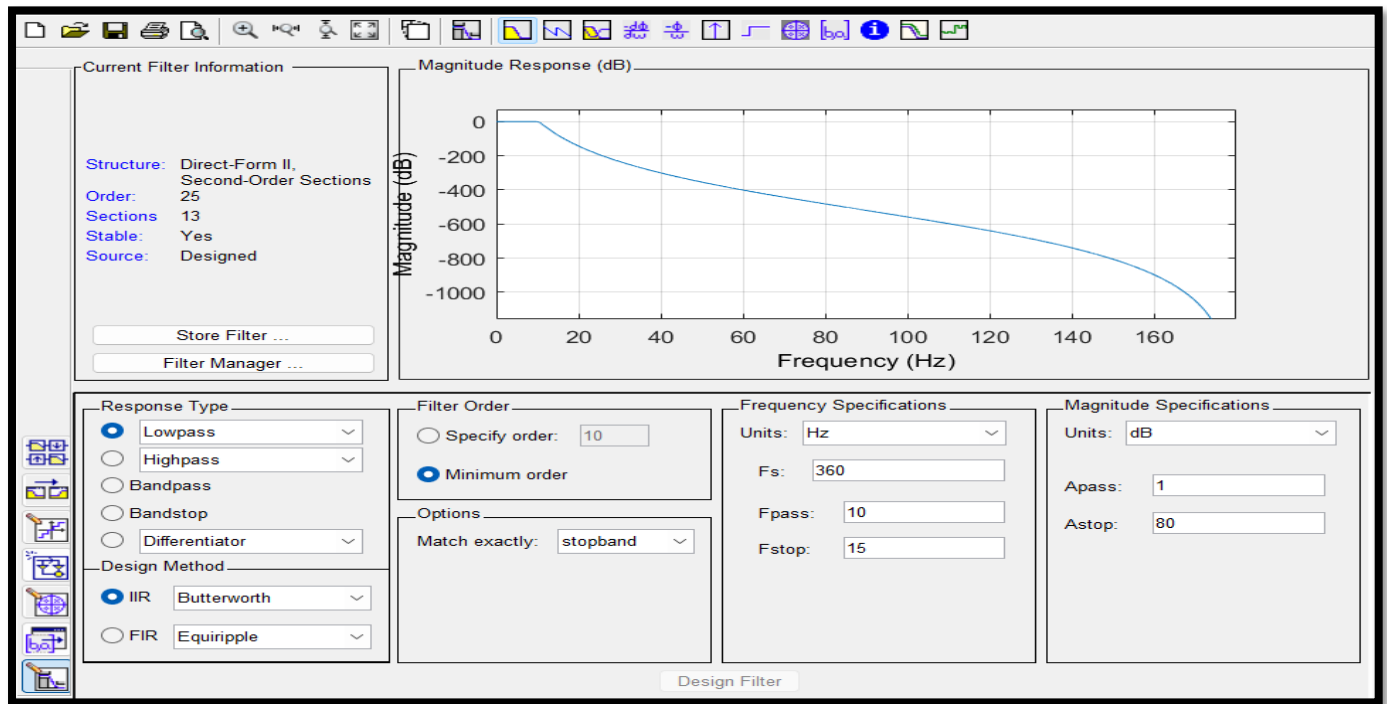 Current Filter Information
Structure: Direct-Form II,
Second-Order Sections
Order: 25
Sections 13
Stable: Yes
Source: Designed
Store Filter ...
Filter Manager ...
Magnitude Response (dB)
Magnitude (dB)
0
-200
-400
-600
-800
-1000
0 20 40 60 80 100 120 140 160
Frequency (Hz)
Response Type
Lowpass
Highpass
Bandpass
Bandstop
Differentiator
Design Method
IIR Butterworth
FIR Equiripple
Filter Order
Specify order: 10
Minimum order
Options
Match exactly: stopband
Frequency Specifications
Units: Hz
Fs: 360
Fpass: 10
Fstop: 15
Magnitude Specifications
Units: dB
Apass: 1
Astop: 80
Design Filter